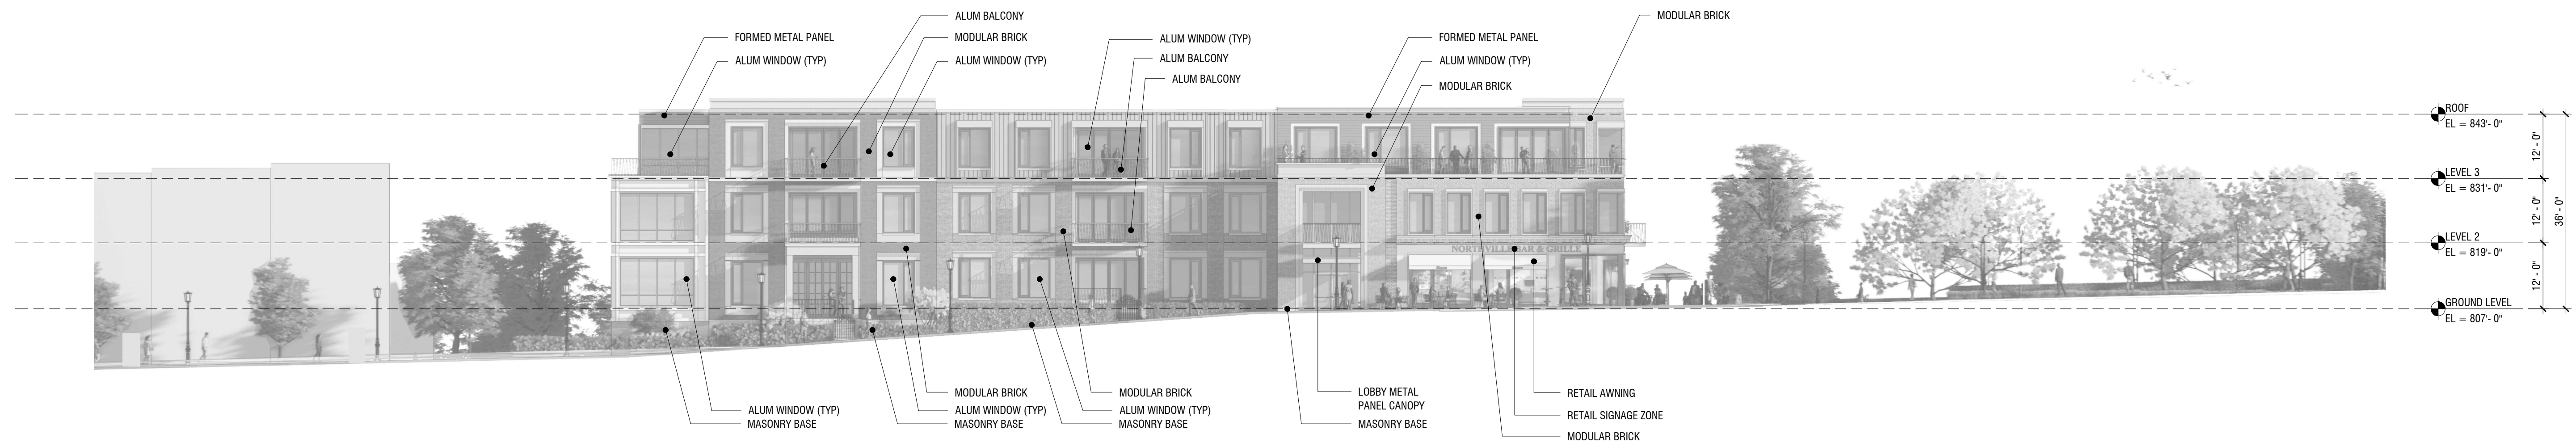 ALUM BALCONY
MODULAR BRICK
FORMED METAL PANEL
MODULAR BRICK
ALUM WINDOW (TYP)
FORMED METAL PANEL
ALUM WINDOW (TYP)
ALUM WINDOW (TYP)
ALUM BALCONY
ALUM WINDOW (TYP)
ALUM BALCONY
MODULAR BRICK
ROOF
EL = 843'- 0"
12' - 0"
LEVEL 3
EL = 831'- 0"
12' - 0"
36' - 0"
LEVEL 2
EL = 819'- 0"
12' - 0"
GROUND LEVEL
EL = 807'- 0"
NORTHVILLE BAR & GRILLE
MODULAR BRICK
MODULAR BRICK
LOBBY METAL
PANEL CANOPY
RETAIL AWNING
ALUM WINDOW (TYP)
ALUM WINDOW (TYP)
ALUM WINDOW (TYP)
RETAIL SIGNAGE ZONE
MASONRY BASE
MASONRY BASE
MASONRY BASE
MASONRY BASE
MODULAR BRICK